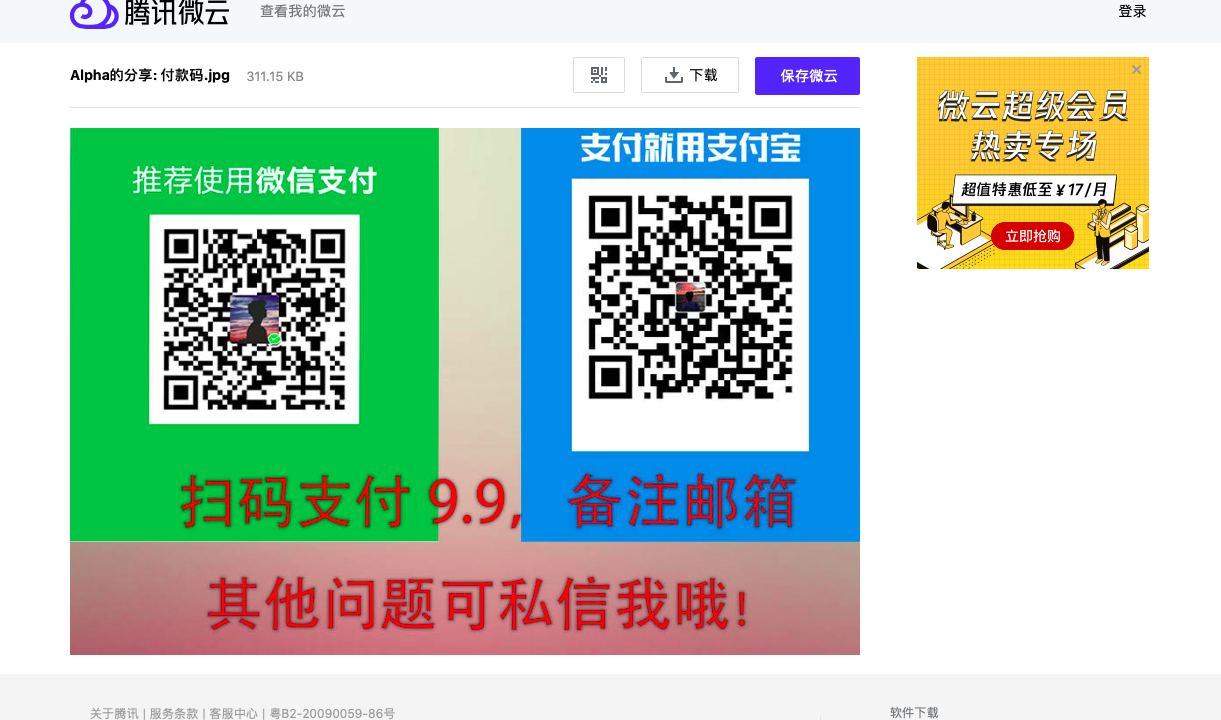 腾讯微云
查看我的微云
登录
Alpha的分享: 付款码.jpg
311.15 KB
下载
保存微云
推荐使用微信支付
支付就用支付宝
扫码支付 9.9, 备注邮箱
其他问题可私信我哦!
微云超级会员
热卖专场
超值特惠低至￥17/月
立即抢购
关于腾讯 | 服务条款 | 客服中心 | 粤B2-20090059-86号
软件下载